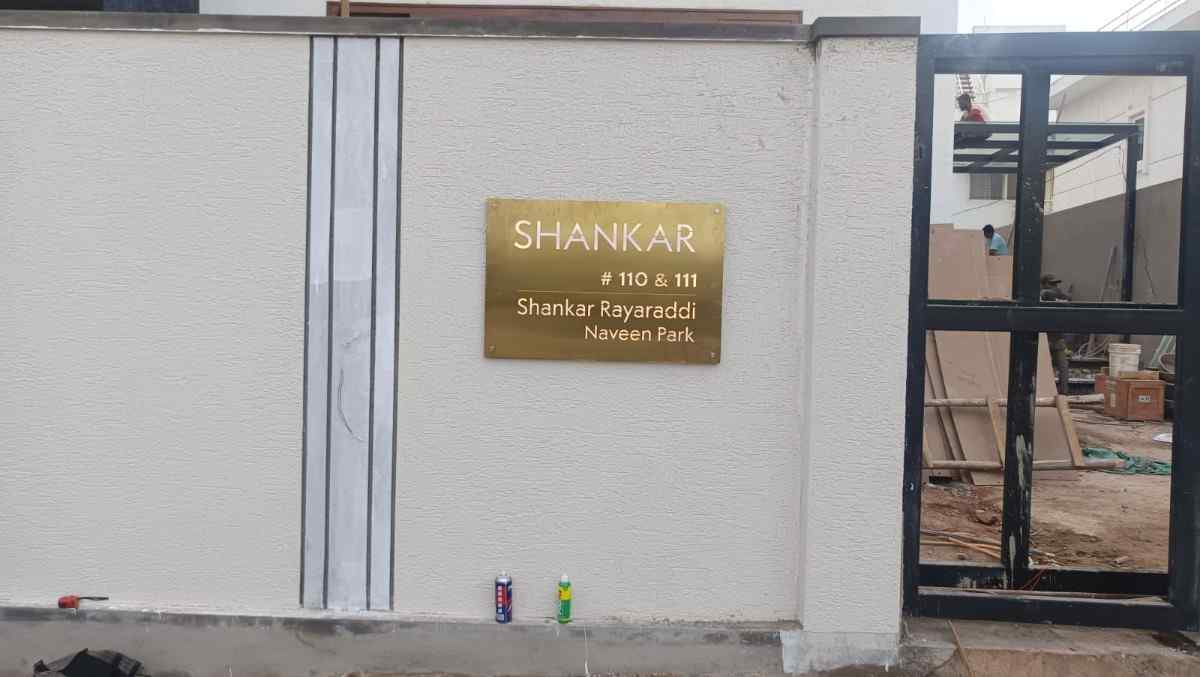 SHANKAR
# 110 & 111
Shankar Rayaraddi
Naveen Park